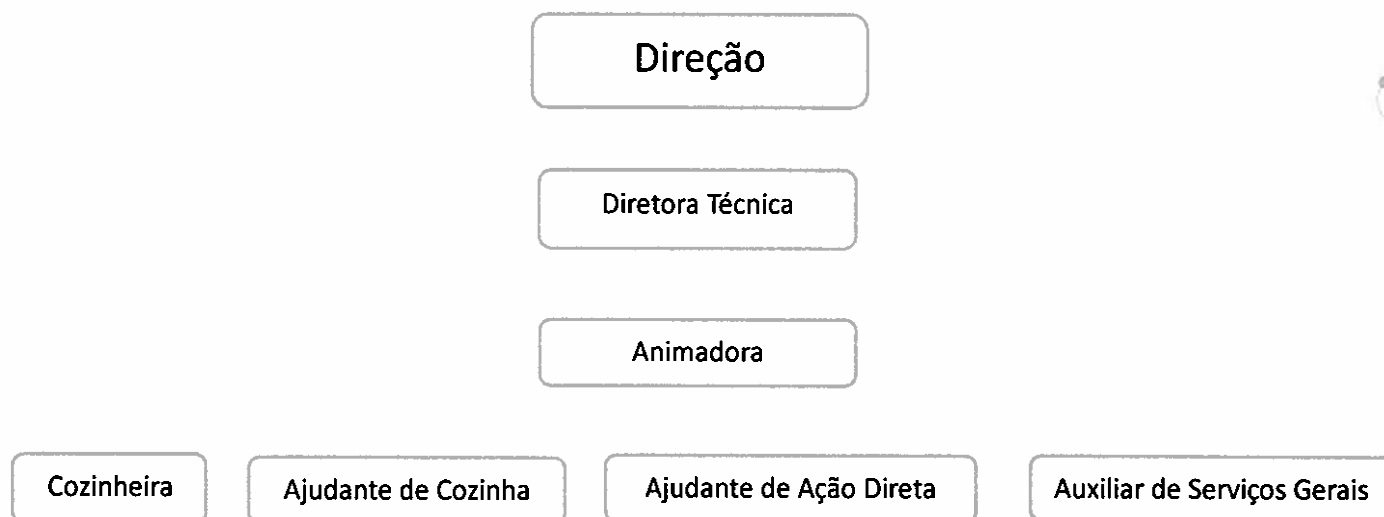 Direção
Diretora Técnica
Animadora
Cozinheira
Ajudante de Cozinha
Ajudante de Ação Direta
Auxiliar de Serviços Gerais